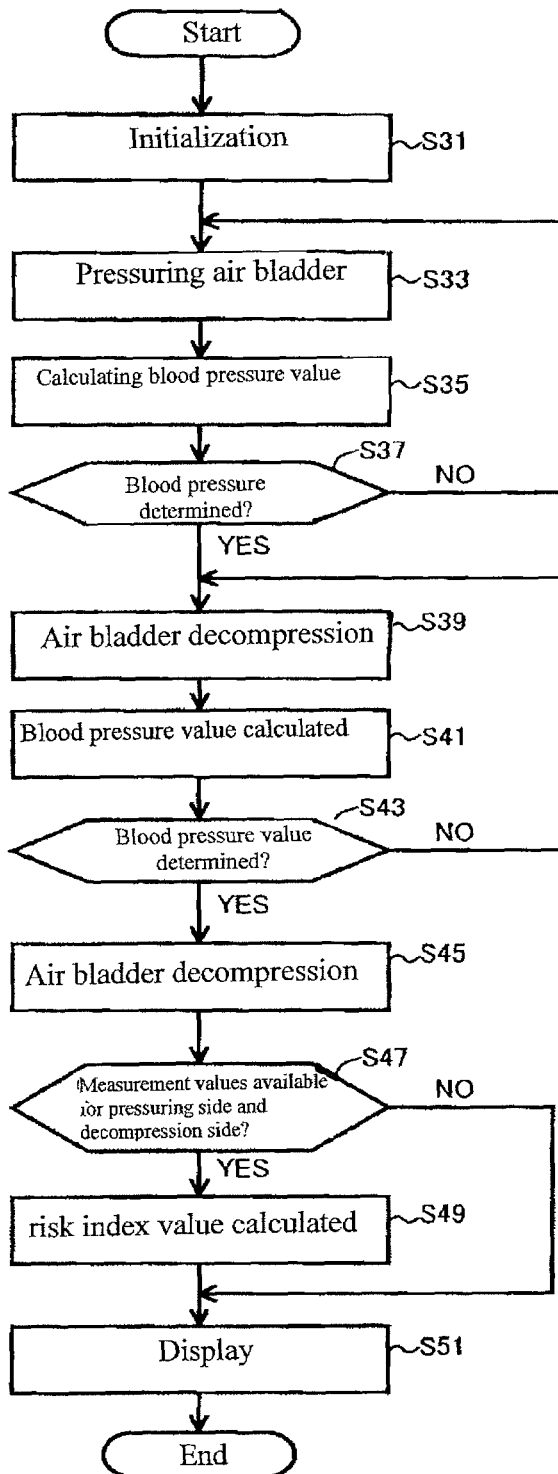 Start
Initialization
S31
Pressuring air bladder
S33
Calculating blood pressure value
S35
S37
Blood pressure
determined?
NO
YES
Air bladder decompression
S39
Blood pressure value calculated
S41
S43
Blood pressure value
determined?
NO
YES
Air bladder decompression
S45
S47
Measurement values available
for pressuring side and
decompression side?
NO
YES
risk index value calculated
S49
Display
S51
End